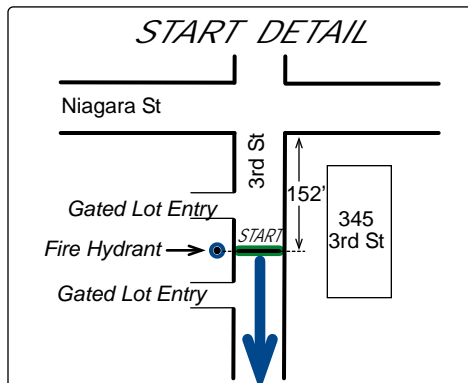 START DETAIL
Niagara St
3rd St
152'
Gated Lot Entry
345
3rd St
START
Fire Hydrant
Gated Lot Entry